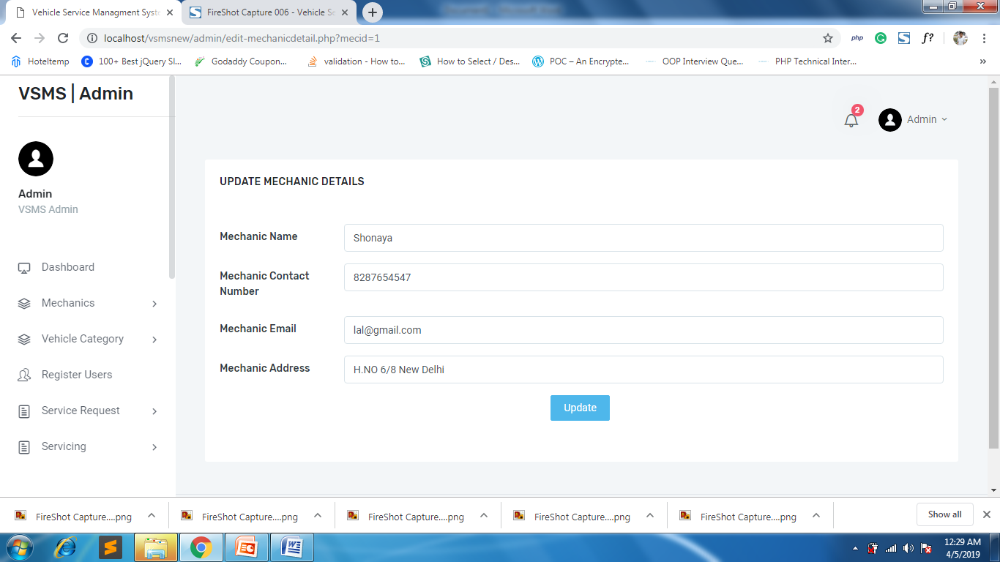 Vehicle Service Managment Syste
FireShot Capture 006 - Vehicle Se
localhost/vsmsnew/admin/edit-mechanicdetail.php?mecid=1
php
f?
Hoteltemp
100+ Best jQuery Sl...
Godaddy Coupon...
validation - How to...
How to Select / Des...
POC – An Encrypte...
OOP Interview Que...
PHP Technical Inter...
»
VSMS | Admin
2
Admin
Admin
VSMS Admin
Dashboard
Mechanics
Vehicle Category
Register Users
Service Request
Servicing
UPDATE MECHANIC DETAILS
Mechanic Name
Shonaya
Mechanic Contact
Number
8287654547
Mechanic Email
lal@gmail.com
Mechanic Address
H.NO 6/8 New Delhi
Update
FireShot Capture....png
FireShot Capture....png
FireShot Capture....png
FireShot Capture....png
FireShot Capture....png
Show all
12:29 AM
4/5/2019